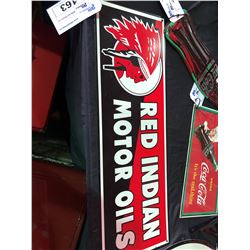 163
RED INDIAN
MOTOR OILS
Coca-Cola